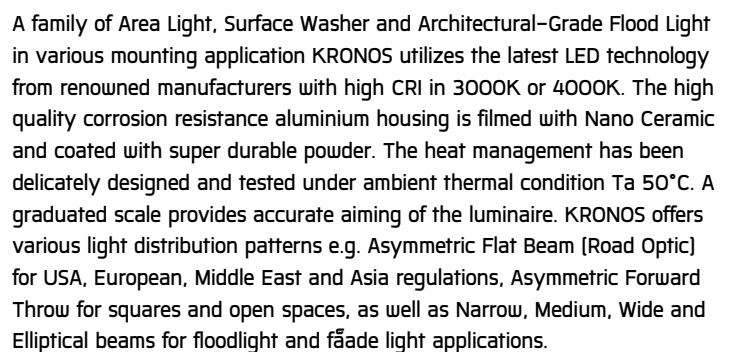 A family of Area Light, Surface Washer and Architectural-Grade Flood Light
in various mounting application KRONOS utilizes the latest LED technology
from renowned manufacturers with high CRI in 3000K or 4000K. The high
quality corrosion resistance aluminium housing is filmed with Nano Ceramic
and coated with super durable powder. The heat management has been
delicately designed and tested under ambient thermal condition Ta 50°C. A
graduated scale provides accurate aiming of the luminaire. KRONOS offers
various light distribution patterns e.g. Asymmetric Flat Beam (Road Optic)
for USA, European, Middle East and Asia regulations, Asymmetric Forward
Throw for squares and open spaces, as well as Narrow, Medium, Wide and
Elliptical beams for floodlight and fa̋ade light applications.